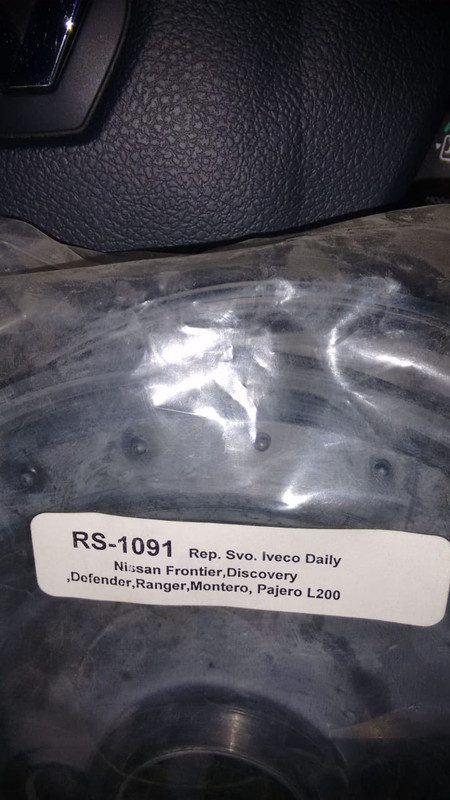 RS-1091 Rep. Svo. Iveco Daily
Nissan Frontier,Discovery
,Defender,Ranger,Montero, Pajero L200